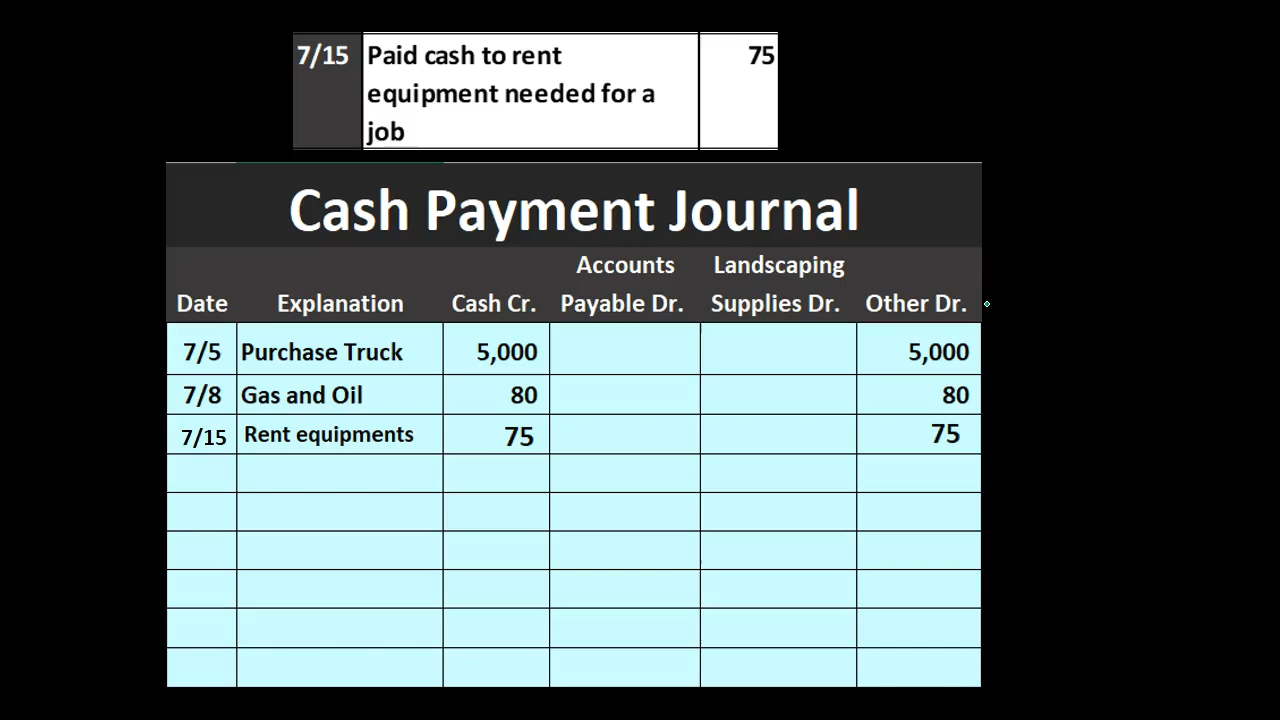 7/15 Paid cash to rent 75
equipment needed for a
job
Cash Payment Journal
Accounts Landscaping
Date Explanation Cash Cr. Payable Dr. Supplies Dr. Other Dr.
7/5 Purchase Truck 5,000 5,000
7/8 Gas and Oil 80 80
7/15 Rent equipments 75 75